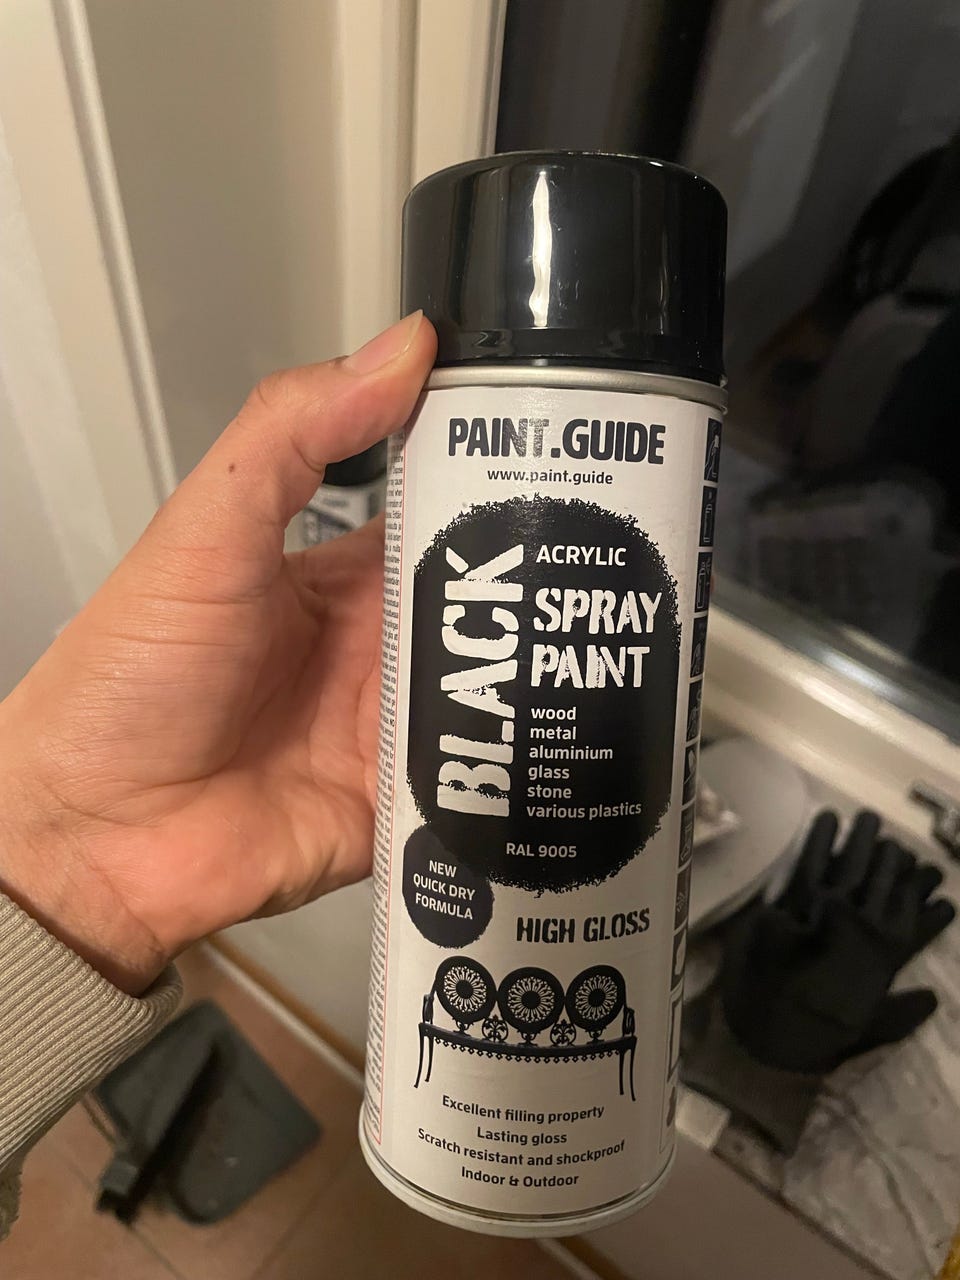 PAINT.GUIDE
www.paint.guide
BLACK
ACRYLIC
SPRAY
PAINT
wood
metal
aluminium
glass
stone
various plastics
RAL 9005
NEW
QUICK DRY
FORMULA
HIGH GLOSS
Excellent filling property
Lasting gloss
Scratch resistant and shockproof
Indoor & Outdoor